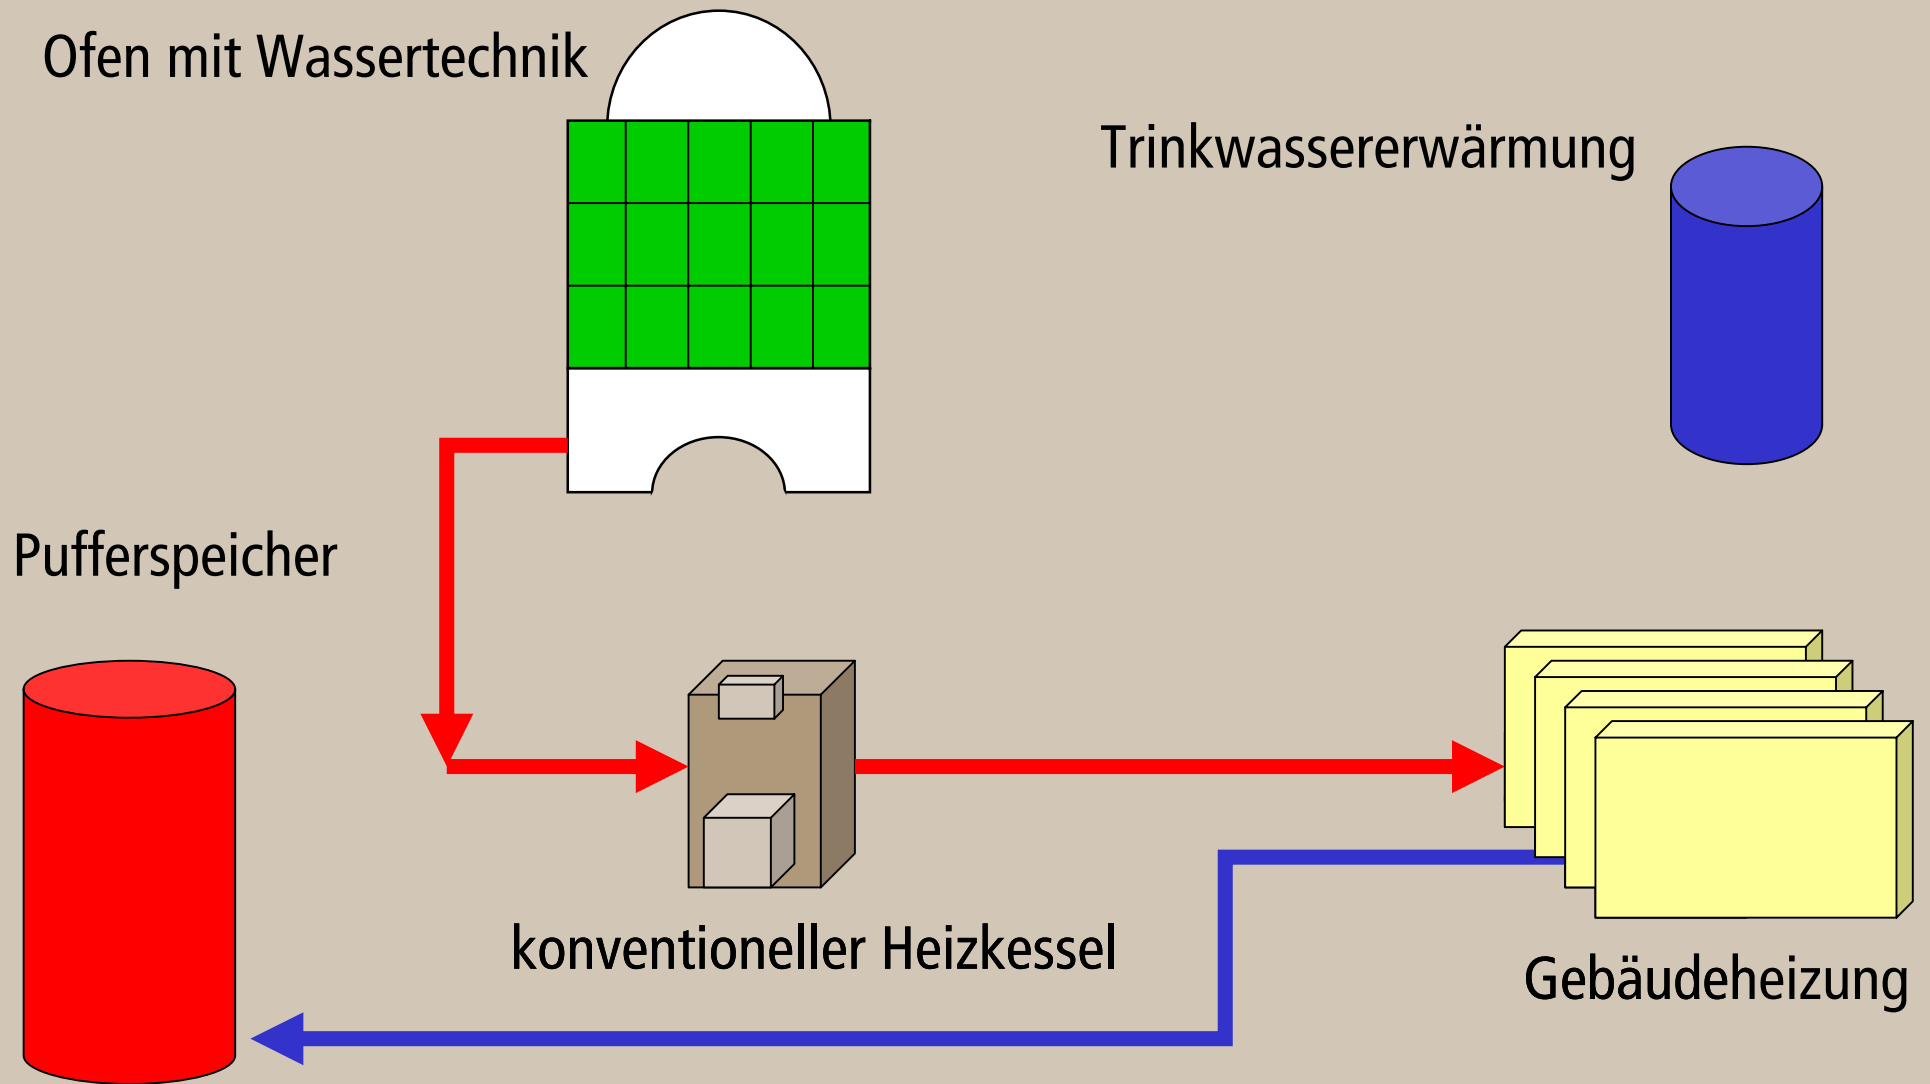 Ofen mit Wassertechnik
Trinkwassererwärmung
Pufferspeicher
konventioneller Heizkessel
Gebäudeheizung